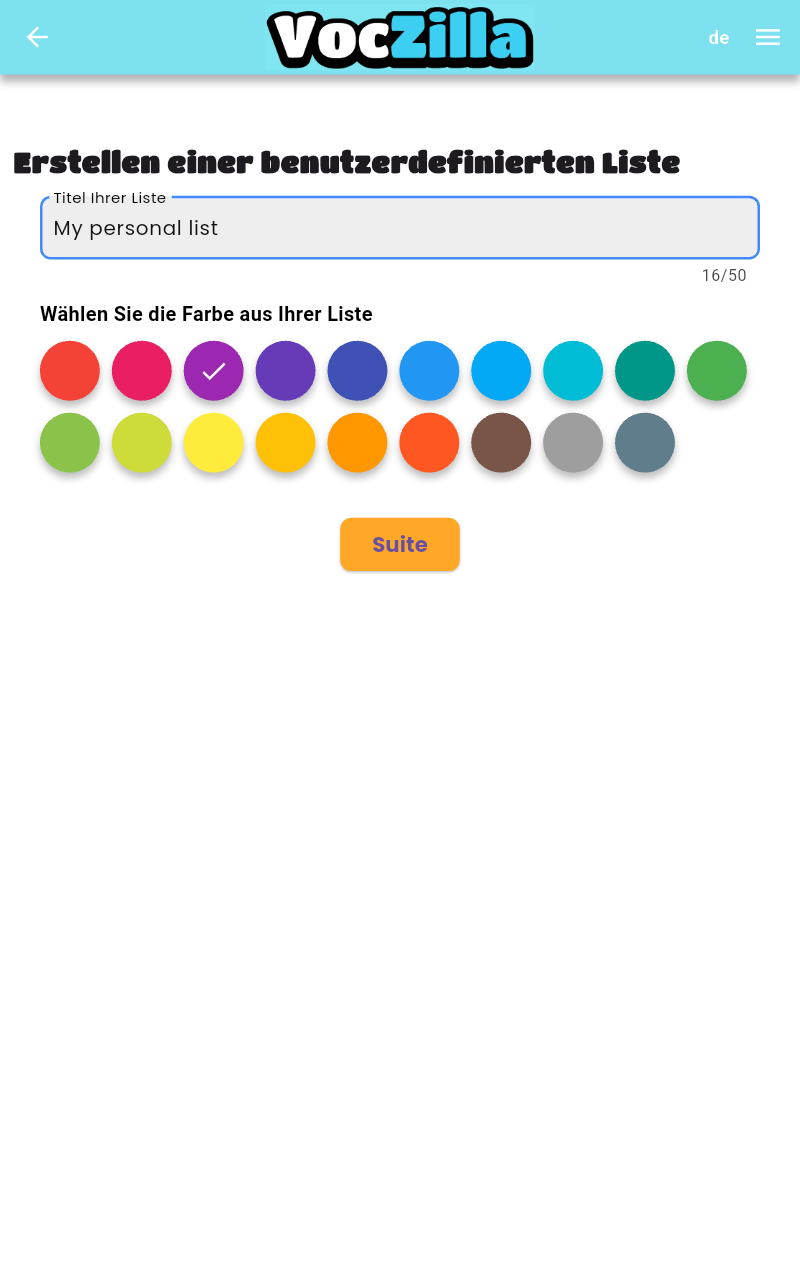 VocZilla
de
Erstellen einer benutzerdefinierten Liste
Titel Ihrer Liste
My personal list
16/50
Wählen Sie die Farbe aus Ihrer Liste
Suite